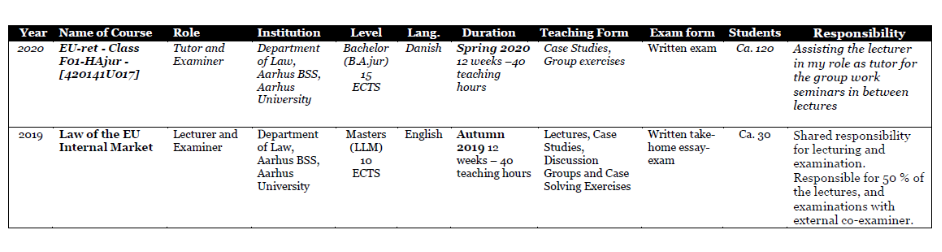 Year Name of Course Role Institution Level Lang. Duration Teaching Form Exam form Students Responsibility
2020 EU-ret - Class Tutor and Department Bachelor Danish Spring 2020 Case Studies, Written exam Ca. 120 Assisting the lecturer
F01-HAjur - Examiner of Law, (B.A.jur) 12 weeks –40 Group exercises in my role as tutor for
[420141U017] Aarhus BSS, 15 teaching the group work
Aarhus ECTS hours seminars in between
University lectures
2019 Law of the EU Lecturer and Department Masters English Autumn Lectures, Case Written take- Ca. 30 Shared responsibility
Internal Market Examiner of Law, (LLM) 2019 12 Studies, home essay- for lecturing and
Aarhus BSS, 10 weeks – 40 Discussion exam examination.
Aarhus ECTS teaching hours Groups and Case Responsible for 50 % of
University Solving Exercises the lectures, and
examinations with
external co-examiner.